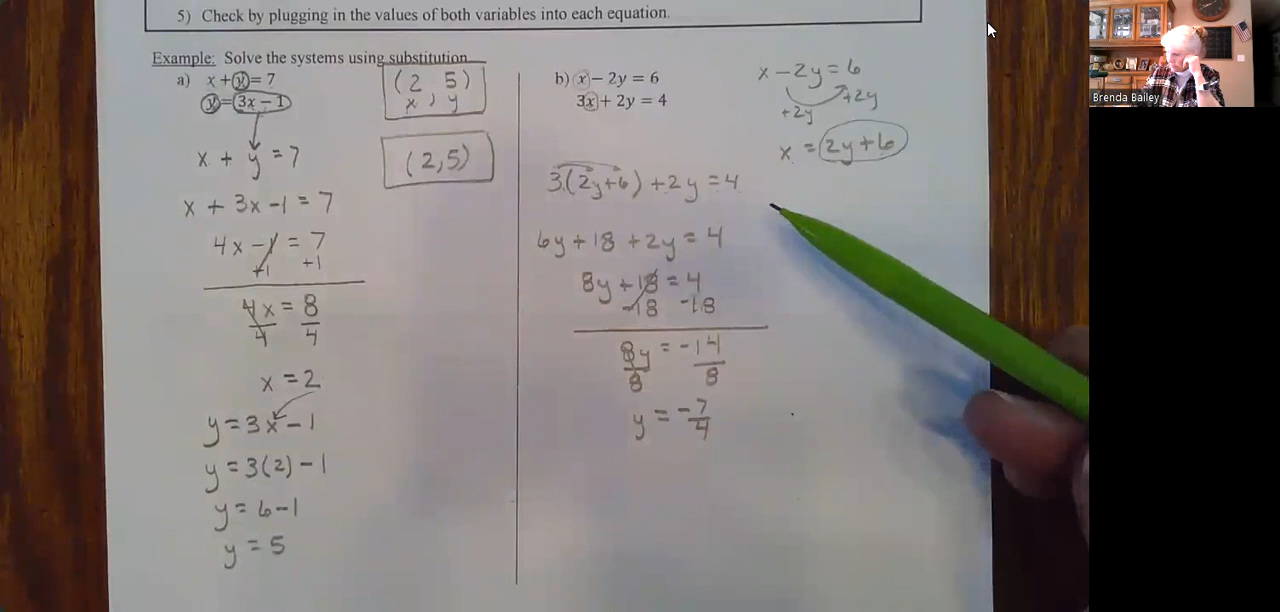 5) Check by plugging in the values of both variables into each equation.
Example: Solve the systems using substitution
a) x + y = 7
y = 3x − 1
x + y = 7
x + 3x - 1 = 7
4x - 1 = 7
+1 +1
4x = 8
4 4
x = 2
y = 3x - 1
y = 3(2) - 1
y = 6 - 1
y = 5
(2, 5)
x, y
(2,5)
b) x − 2y = 6
3x + 2y = 4
x - 2y = 6
+2y +2y
x = 2y + 6
3(2y+6) + 2y = 4
6y + 18 + 2y = 4
8y + 18 = 4
-18 -18
8y = -14
8 8
y = -7/4
Brenda Bailey